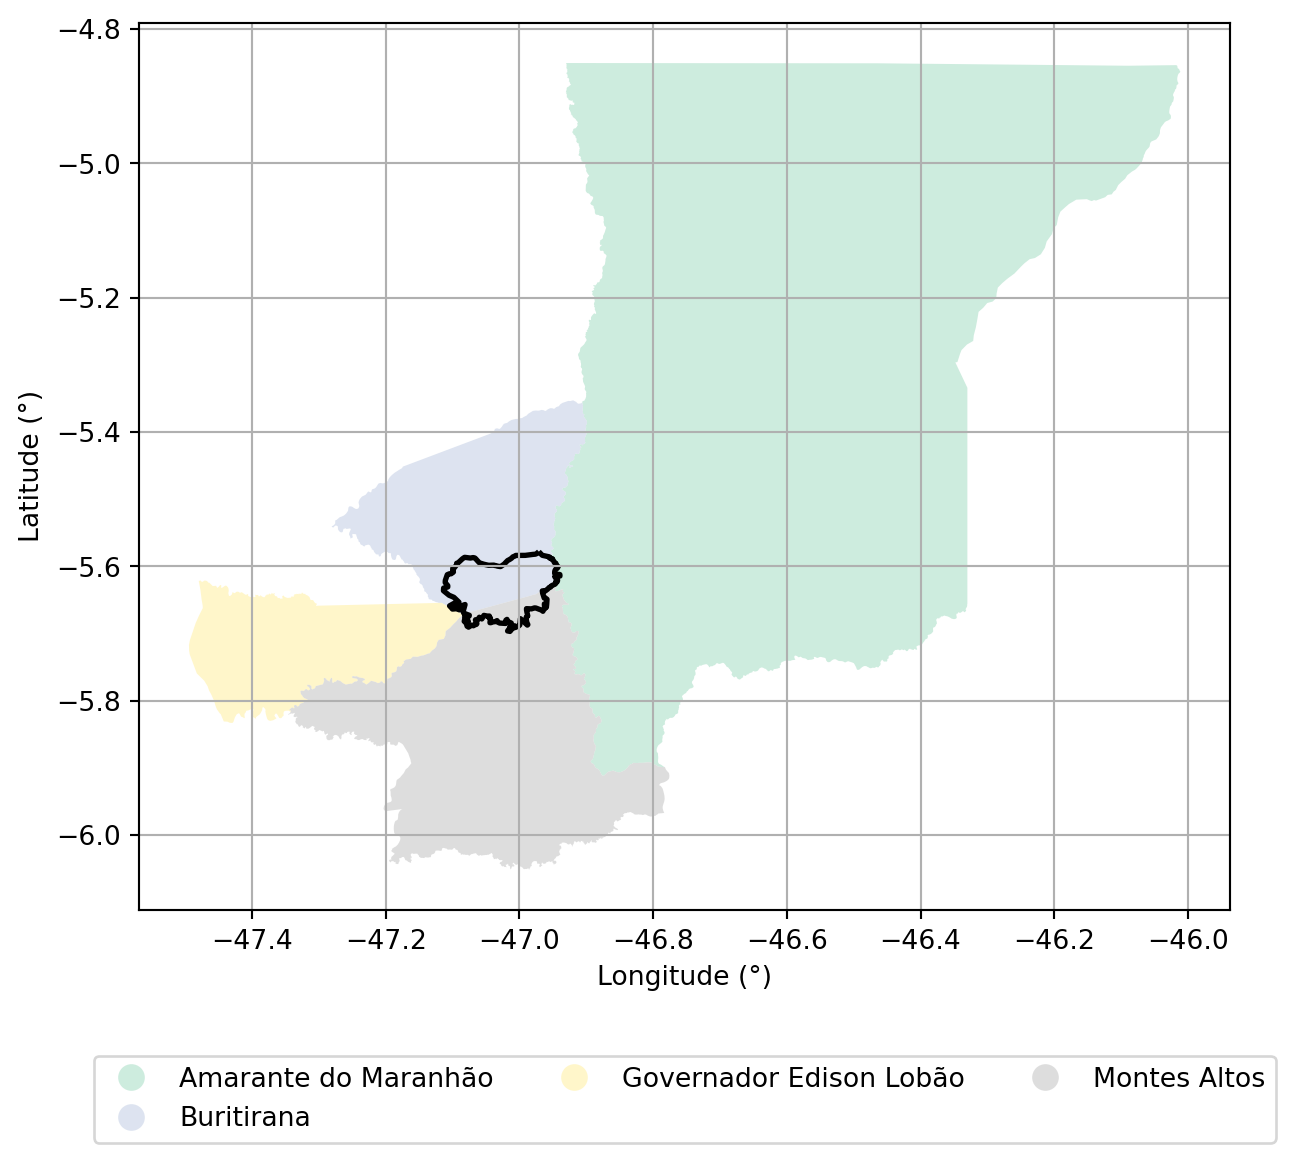 −4.8
−5.0
−5.2
−5.4
−5.6
−5.8
−6.0
Latitude (°)
−47.4 −47.2 −47.0 −46.8 −46.6 −46.4 −46.2 −46.0
Longitude (°)
Amarante do Maranhão Governador Edison Lobão Montes Altos
Buritirana